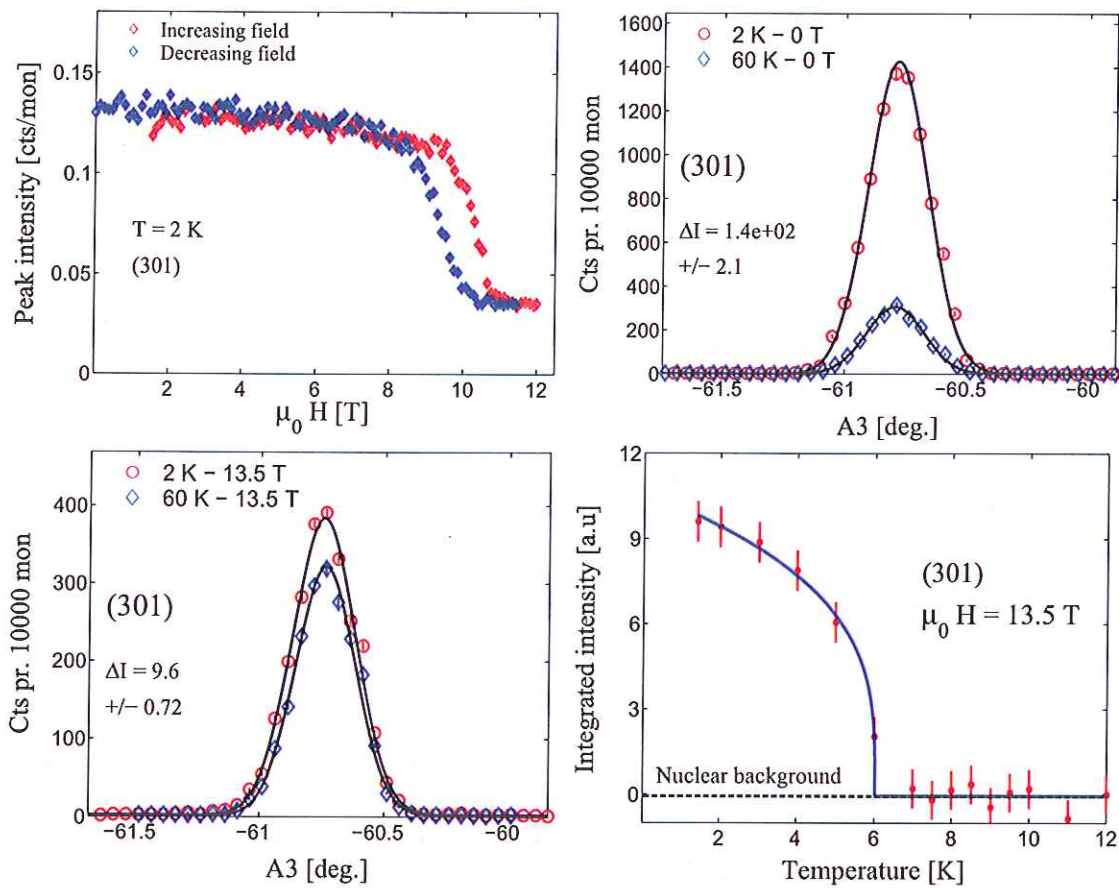 Increasing field
Decreasing field
0.15
0.1
0.05
0
Peak intensity [cts/mon]
T = 2 K
(301)
2 4 6 8 10 12
μ0 H [T]
2 K – 0 T
60 K – 0 T
1600
1400
1200
1000
800
600
400
200
0
Cts pr. 10000 mon
(301)
ΔI = 1.4e+02
+/− 2.1
−61.5 −61 −60.5 −60
A3 [deg.]
2 K – 13.5 T
60 K – 13.5 T
400
300
200
100
0
Cts pr. 10000 mon
(301)
ΔI = 9.6
+/− 0.72
−61.5 −61 −60.5 −60
A3 [deg.]
12
9
6
3
0
Integrated intensity [a.u]
(301)
μ0 H = 13.5 T
Nuclear background
0 2 4 6 8 10 12
Temperature [K]